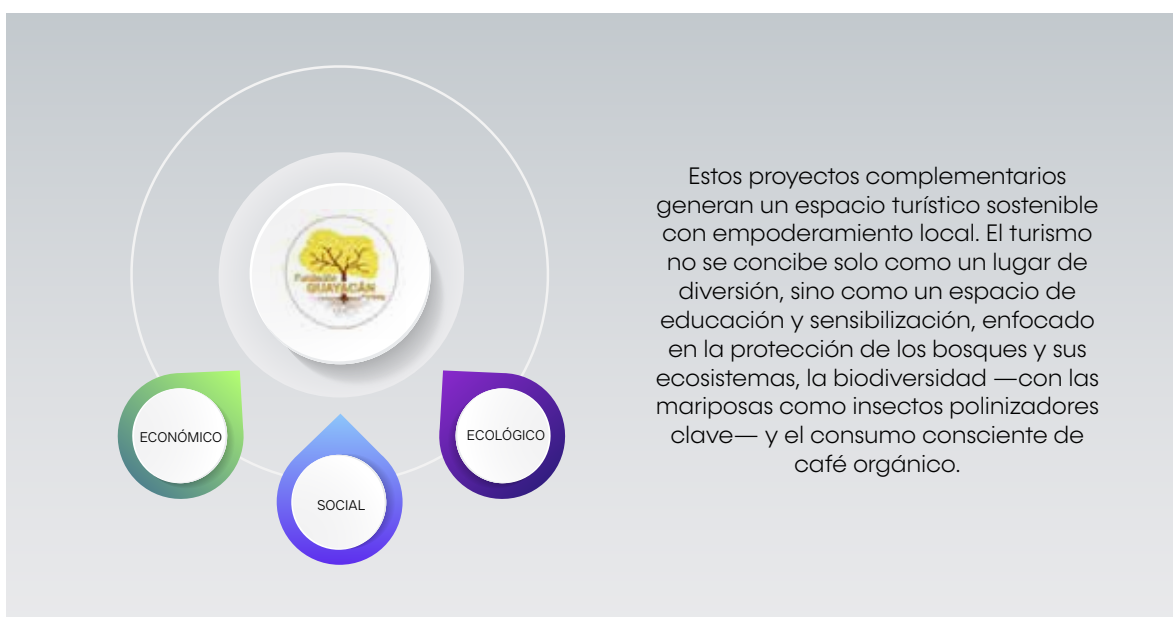 Fundación
GUAYACÁN
ECONÓMICO
SOCIAL
ECOLÓGICO
Estos proyectos complementarios
generan un espacio turístico sostenible
con empoderamiento local. El turismo
no se concibe solo como un lugar de
diversión, sino como un espacio de
educación y sensibilización, enfocado
en la protección de los bosques y sus
ecosistemas, la biodiversidad —con las
mariposas como insectos polinizadores
clave— y el consumo consciente de
café orgánico.